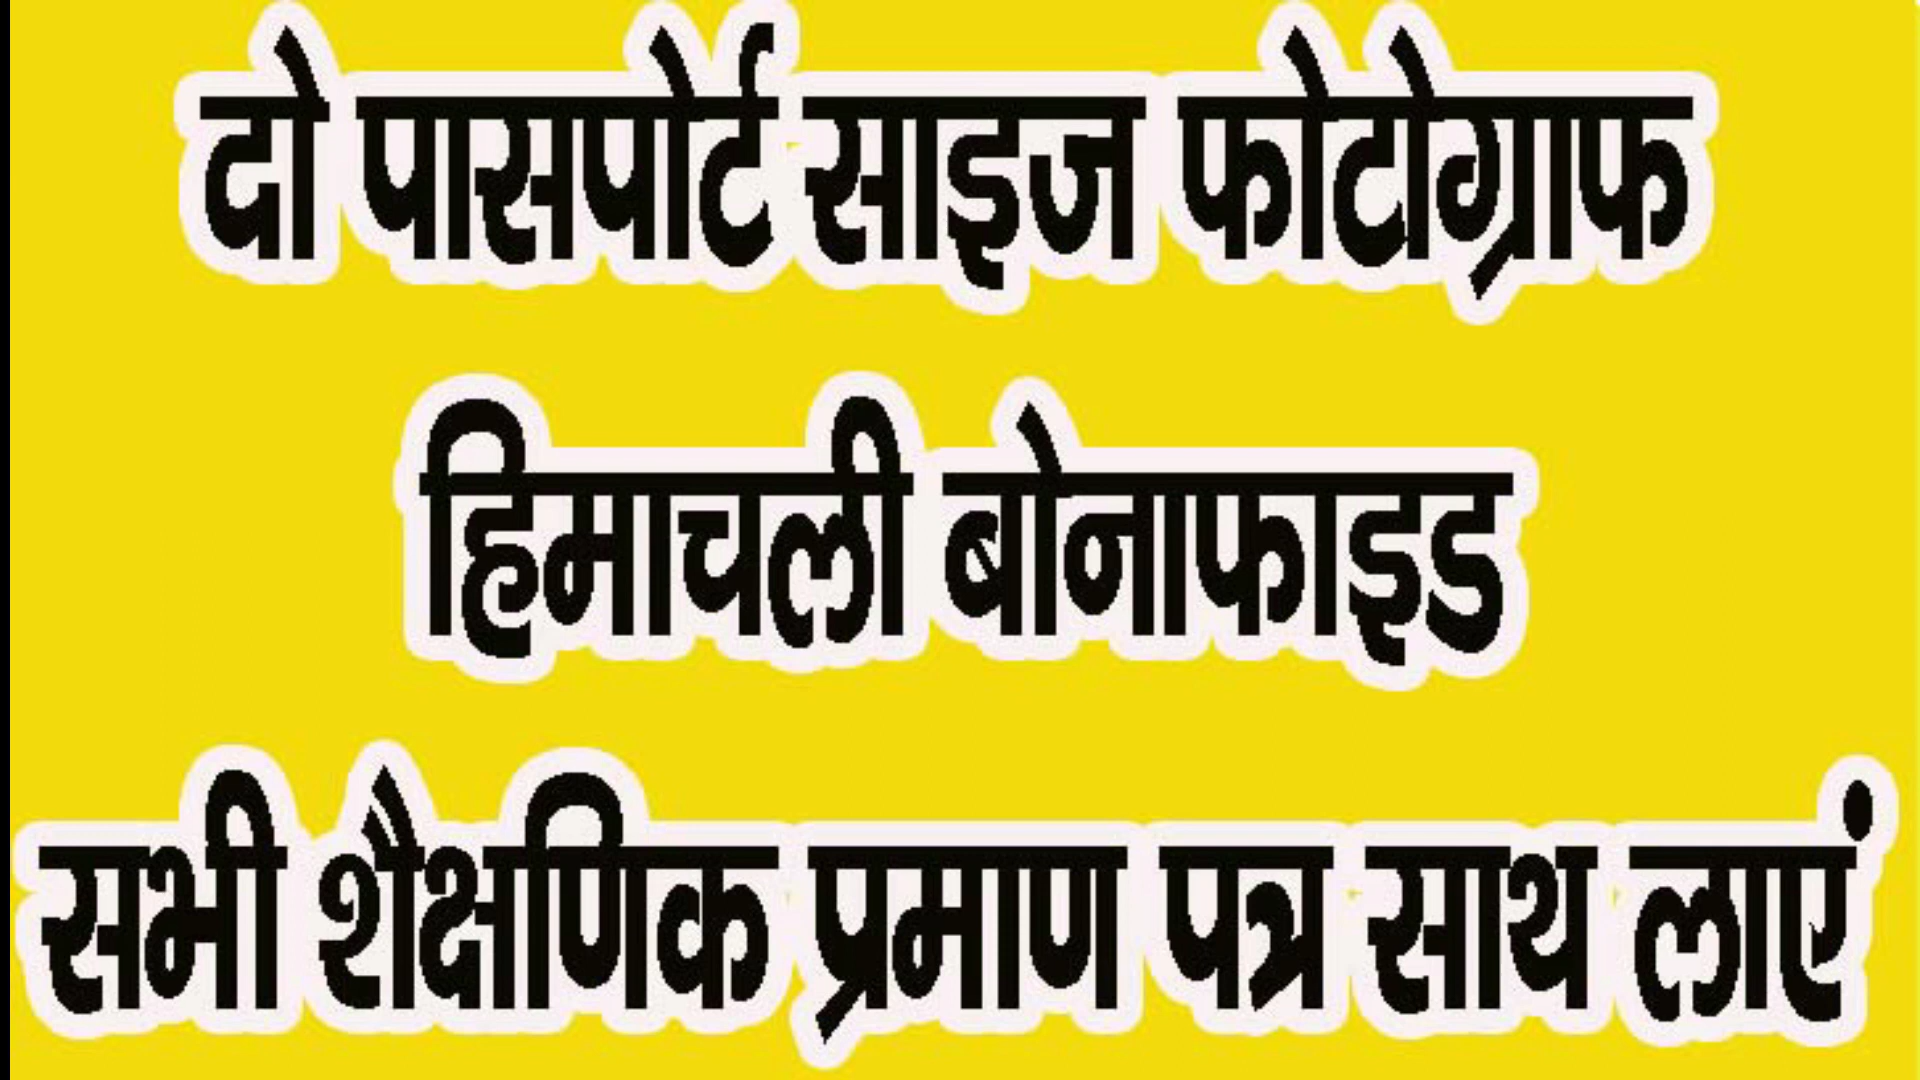 दो पासपोर्ट साइज फोटोग्राफ
हिमाचली बोनाफाइड
सभी शैक्षणिक प्रमाण पत्र साथ लाएं